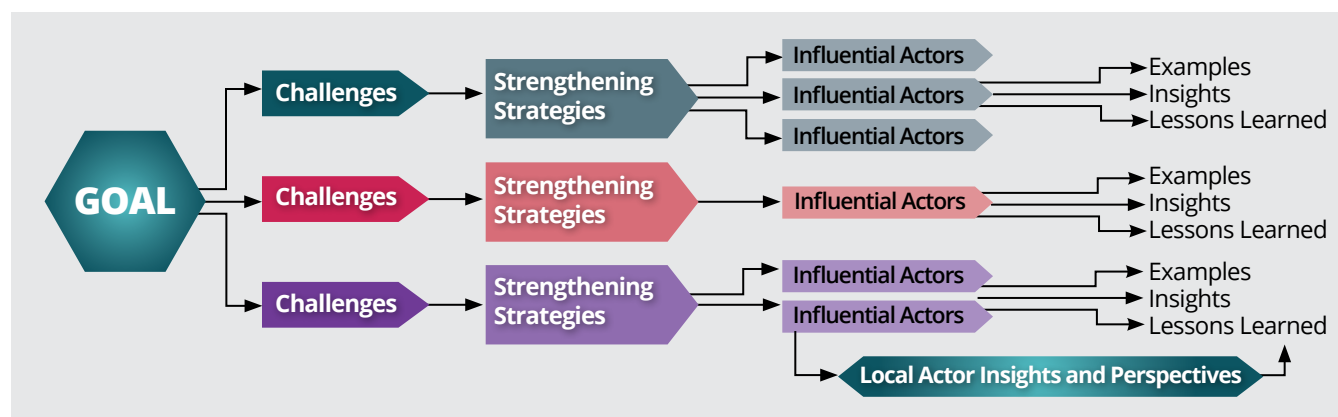 GOAL
Challenges
Strengthening
Strategies
Influential Actors
Influential Actors
Influential Actors
Examples
Insights
Lessons Learned
Challenges
Strengthening
Strategies
Influential Actors
Examples
Insights
Lessons Learned
Challenges
Strengthening
Strategies
Influential Actors
Influential Actors
Examples
Insights
Lessons Learned
Local Actor Insights and Perspectives